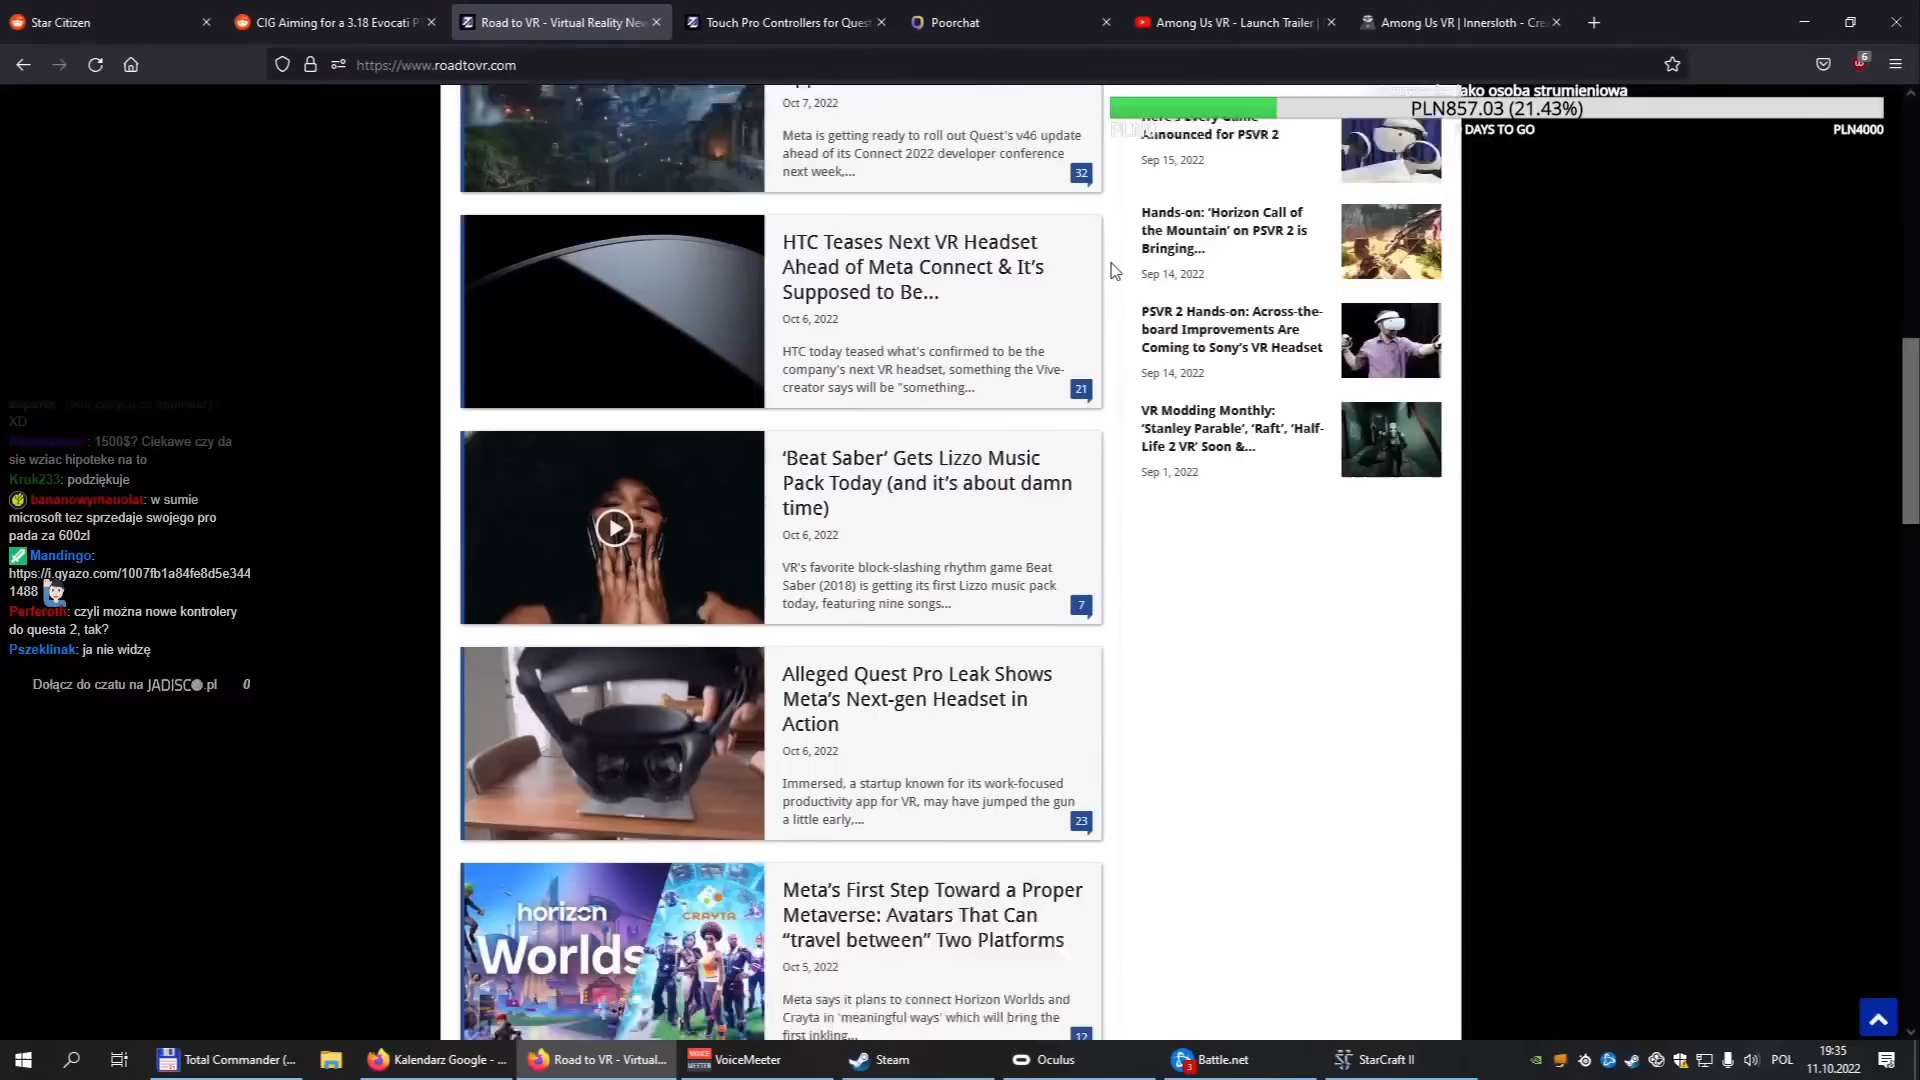 Star Citizen
CIG Aiming for a 3.18 Evocati P
Road to VR - Virtual Reality New
Touch Pro Controllers for Quest
Poorchat
Among Us VR - Launch Trailer
Among Us VR | Innersloth - Cre
https://www.roadtovr.com
6
jako osoba strumieniowa
PLN857.03 (21.43%)
DAYS TO GO
PLN4000
Oct 7, 2022
Meta is getting ready to roll out Quest's v46 update
ahead of its Connect 2022 developer conference
next week,...
32
HTC Teases Next VR Headset
Ahead of Meta Connect & It’s
Supposed to Be...
Oct 6, 2022
HTC today teased what's confirmed to be the
company's next VR headset, something the Vive-
creator says will be "something...
21
‘Beat Saber’ Gets Lizzo Music
Pack Today (and it’s about damn
time)
Oct 6, 2022
VR's favorite block-slashing rhythm game Beat
Saber (2018) is getting its first Lizzo music pack
today, featuring nine songs...
7
Alleged Quest Pro Leak Shows
Meta’s Next-gen Headset in
Action
Oct 6, 2022
Immersed, a startup known for its work-focused
productivity app for VR, may have jumped the gun
a little early,...
23
horizon
Worlds
CRAYTA
Meta’s First Step Toward a Proper
Metaverse: Avatars That Can
“travel between” Two Platforms
Oct 5, 2022
Meta says it plans to connect Horizon Worlds and
Crayta in 'meaningful ways' which will bring the
first inkling...
12
Here's Every Game
Announced for PSVR 2
Sep 15, 2022
Hands-on: ‘Horizon Call of
the Mountain’ on PSVR 2 is
Bringing...
Sep 14, 2022
PSVR 2 Hands-on: Across-the-
board Improvements Are
Coming to Sony’s VR Headset
Sep 14, 2022
VR Modding Monthly:
‘Stanley Parable’, ‘Raft’, ‘Half-
Life 2 VR’ Soon &...
Sep 1, 2022
XD
: 1500$? Ciekawe czy da
sie wziac hipoteke na to
Kruk233: podziękuje
bananowymauolat: w sumie
microsoft tez sprzedaje swojego pro
pada za 600zl
Mandingo:
https://i.gyazo.com/1007fb1a84fe8d5e344
1488
Perferoth: czyli można nowe kontrolery
do questa 2, tak?
Pszeklinak: ja nie widzę
Dołącz do czatu na JADISCO.pl 0
Total Commander (...
Kalendarz Google - ...
Road to VR - Virtual...
VOICE
MEETER
VoiceMeeter
Steam
Oculus
3
Battle.net
StarCraft II
POL
19:35
11.10.2022